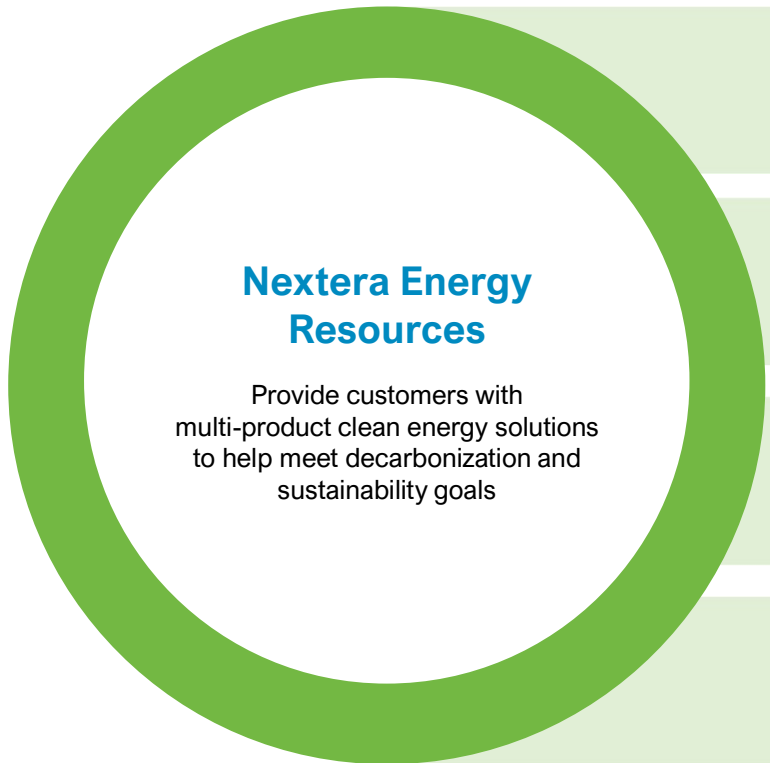 Nextera Energy
Resources
Provide customers with
multi-product clean energy solutions
to help meet decarbonization and
sustainability goals